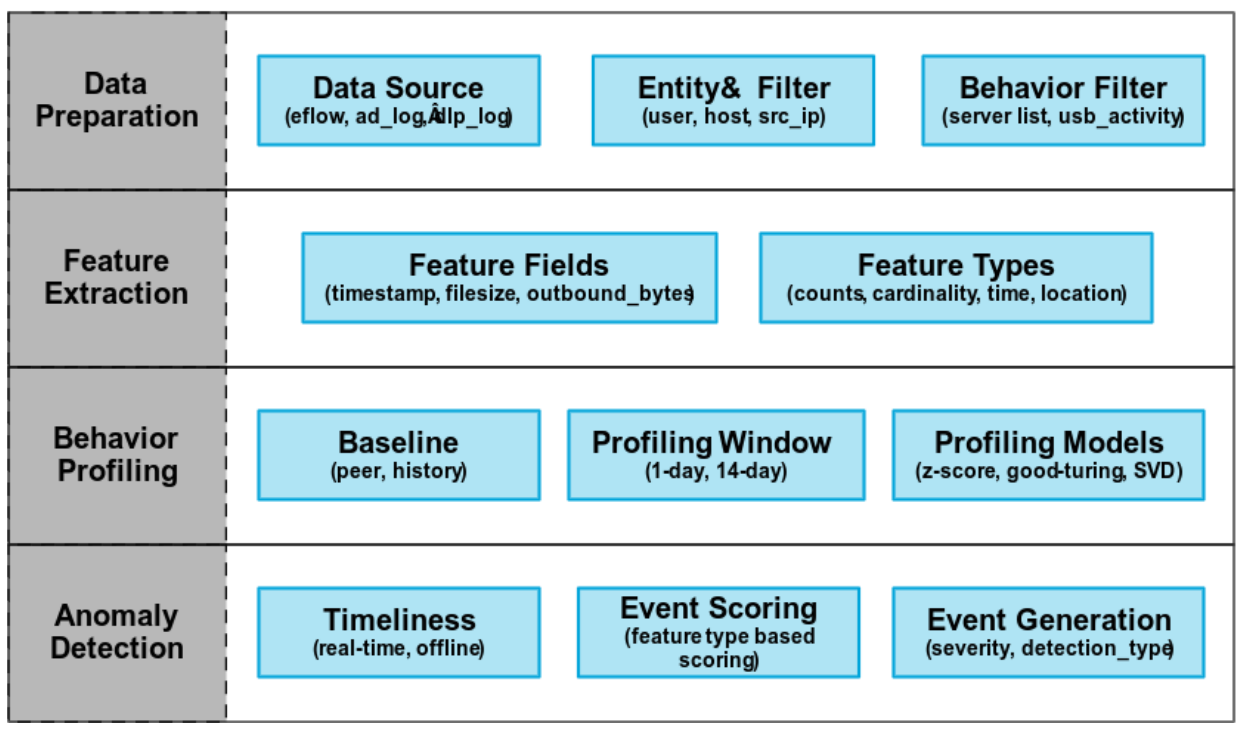 Data
Preparation
Data Source
(eflow, ad_log,Âdlp_log)
Entity& Filter
(user, host, src_ip)
Behavior Filter
(server list, usb_activity)
Feature
Extraction
Feature Fields
(timestamp, filesize, outbound_bytes)
Feature Types
(counts, cardinality, time, location)
Behavior
Profiling
Baseline
(peer, history)
Profiling Window
(1-day, 14-day)
Profiling Models
(z-score, good-turing, SVD)
Anomaly
Detection
Timeliness
(real-time, offline)
Event Scoring
(feature type based
scoring)
Event Generation
(severity, detection_type)